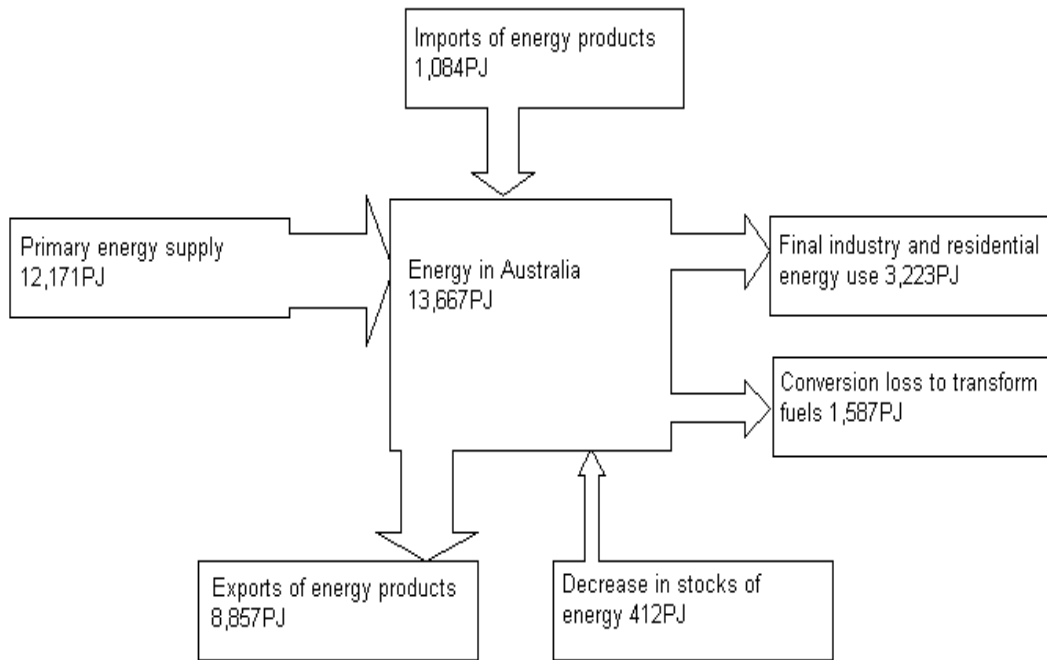 Imports of energy products
1,084PJ
Primary energy supply
12,171PJ
Energy in Australia
13,667PJ
Final industry and residential
energy use 3,223PJ
Conversion loss to transform
fuels 1,587PJ
Exports of energy products
8,857PJ
Decrease in stocks of
energy 412PJ